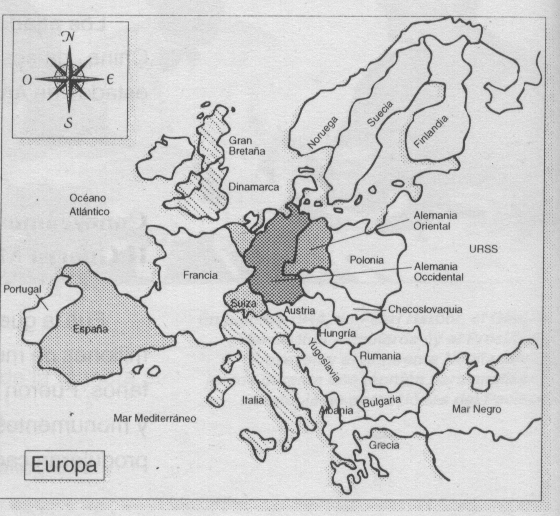 N
O
E
S
Noruega
Suecia
Finlandia
Gran
Bretaña
Dinamarca
Océano
Atlántico
Alemania
Oriental
URSS
Polonia
Alemania
Occidental
Francia
Portugal
España
Suiza
Austria
Checoslovaquia
Hungría
Rumania
Yugoslavia
Italia
Albania
Bulgaria
Mar Negro
Mar Mediterráneo
Grecia
Europa